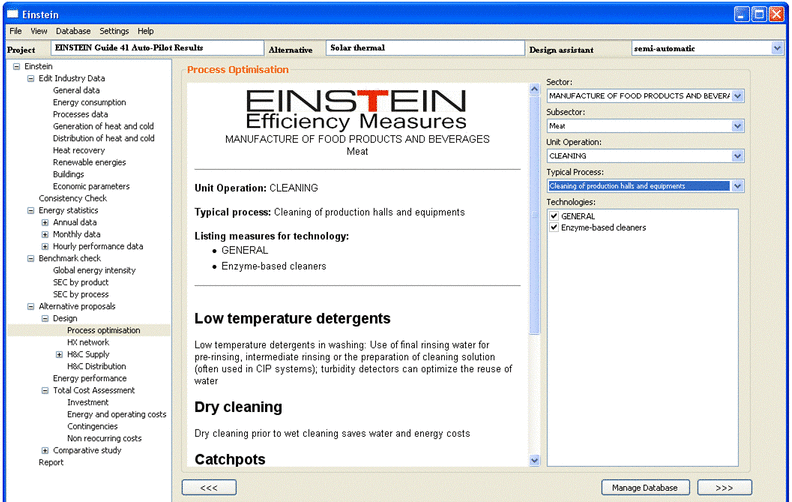 Einstein
File View Database Settings Help
Project EINSTEIN Guide 41 Auto-Pilot Results Alternative Solar thermal Design assistant semi-automatic
Einstein
Edit Industry Data
General data
Energy consumption
Processes data
Generation of heat and cold
Distribution of heat and cold
Heat recovery
Renewable energies
Buildings
Economic parameters
Consistency Check
Energy statistics
Annual data
Monthly data
Hourly performance data
Benchmark check
Global energy intensity
SEC by product
SEC by process
Alternative proposals
Design
Process optimisation
HX network
H&C Supply
H&C Distribution
Energy performance
Total Cost Assessment
Investment
Energy and operating costs
Contingencies
Non reocurring costs
Comparative study
Report
Process Optimisation
EINSTEIN
Efficiency Measures
MANUFACTURE OF FOOD PRODUCTS AND BEVERAGES
Meat
Unit Operation: CLEANING
Typical process: Cleaning of production halls and equipments
Listing measures for technology:
• GENERAL
• Enzyme-based cleaners
Low temperature detergents
Low temperature detergents in washing: Use of final rinsing water for
pre-rinsing, intermediate rinsing or the preparation of cleaning solution
(often used in CIP systems); turbidity detectors can optimize the reuse of
water
Dry cleaning
Dry cleaning prior to wet cleaning saves water and energy costs
Catchpots
Sector:
MANUFACTURE OF FOOD PRODUCTS AND BEVERA
Subsector:
Meat
Unit Operation:
CLEANING
Typical Process:
Cleaning of production halls and equipments
Technologies:
GENERAL
Enzyme-based cleaners
<<< Manage Database >>>